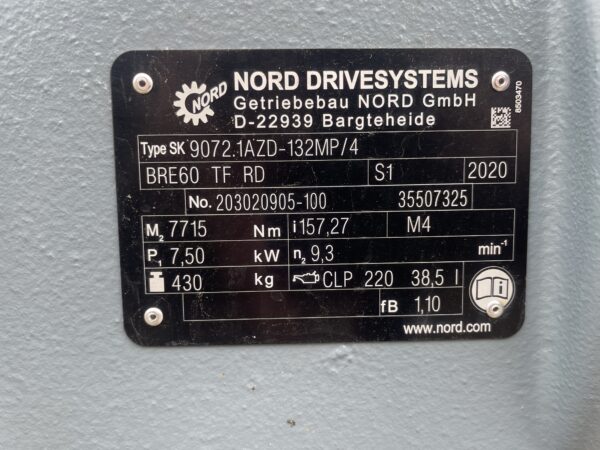 NORD
NORD DRIVESYSTEMS
Getriebebau NORD GmbH
D-22939 Bargteheide
8503470
Type SK 9072.1AZD-132MP/4
BRE60 TF RD S1 2020
No. 203020905-100 35507325
M2 7715 Nm i 157,27 M4
P1 7,50 kW n2 9,3 min-1
430 kg CLP 220 38,5 l
fB 1,10
www.nord.com